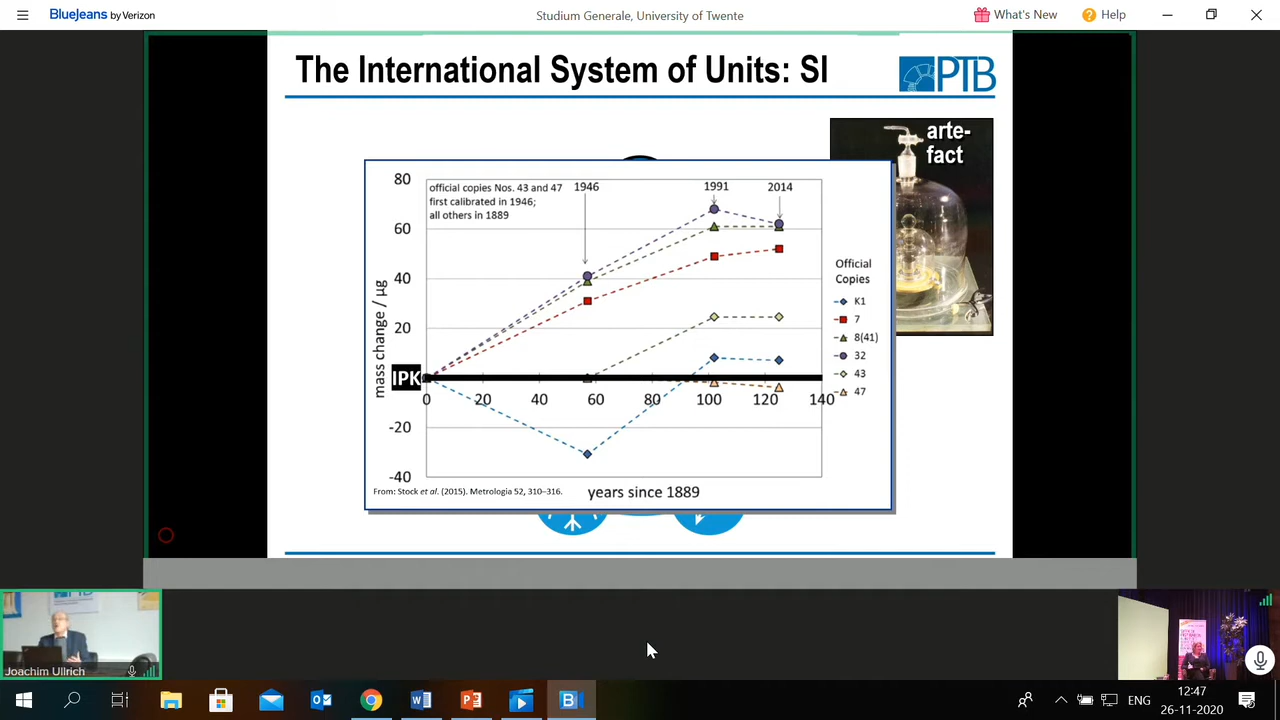 BlueJeans by Verizon
Studium Generale, University of Twente
What's New
Help
The International System of Units: SI
PTB
arte-
fact
80
60
40
20
IPK
-20
-40
mass change / µg
official copies Nos. 43 and 47
first calibrated in 1946;
all others in 1889
1946
1991
2014
0
20
40
60
80
100
120
140
From: Stock et al. (2015). Metrologia 52, 310–316.
years since 1889
Official
Copies
K1
7
8(41)
32
43
47
Joachim Ullrich
ENG
12:47
26-11-2020